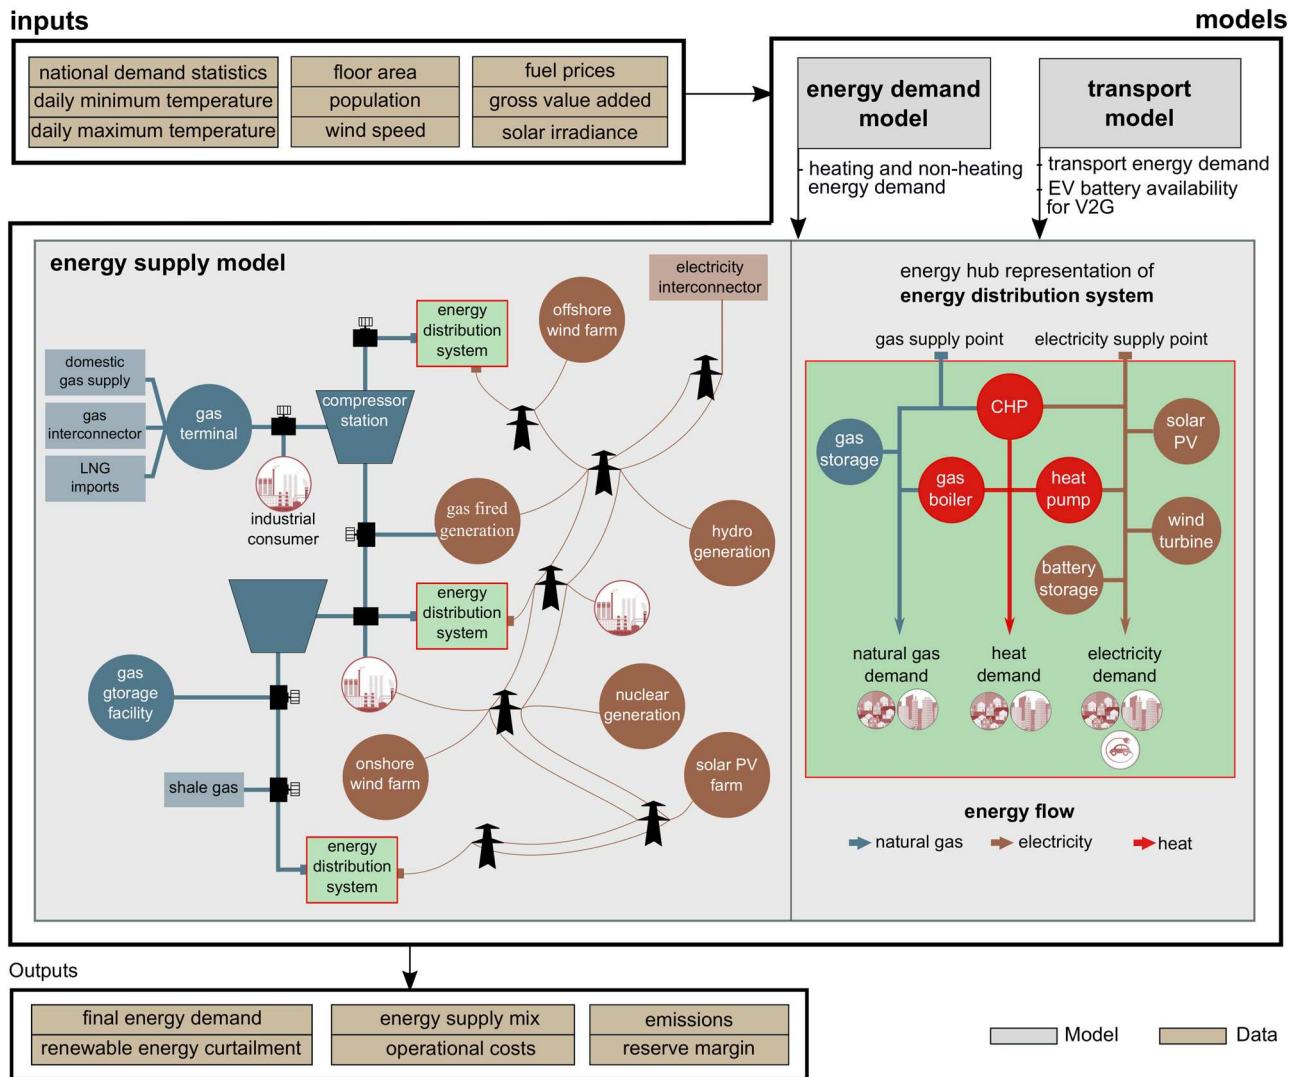 inputs
models
national demand statistics
daily minimum temperature
daily maximum temperature
floor area
population
wind speed
fuel prices
gross value added
solar irradiance
energy demand
model
transport
model
- heating and non-heating
energy demand
- transport energy demand
- EV battery availability
for V2G
energy supply model
domestic
gas supply
gas
interconnector
LNG
imports
gas
terminal
industrial
consumer
compressor
station
energy
distribution
system
offshore
wind farm
electricity
interconnector
gas fired
generation
hydro
generation
energy
distribution
system
gas
gtorage
facility
nuclear
generation
onshore
wind farm
solar PV
farm
shale gas
energy
distribution
system
energy hub representation of
energy distribution system
gas supply point
electricity supply point
CHP
gas
storage
solar
PV
gas
boiler
heat
pump
wind
turbine
battery
storage
natural gas
demand
heat
demand
electricity
demand
energy flow
natural gas
electricity
heat
Outputs
final energy demand
renewable energy curtailment
energy supply mix
operational costs
emissions
reserve margin
Model
Data